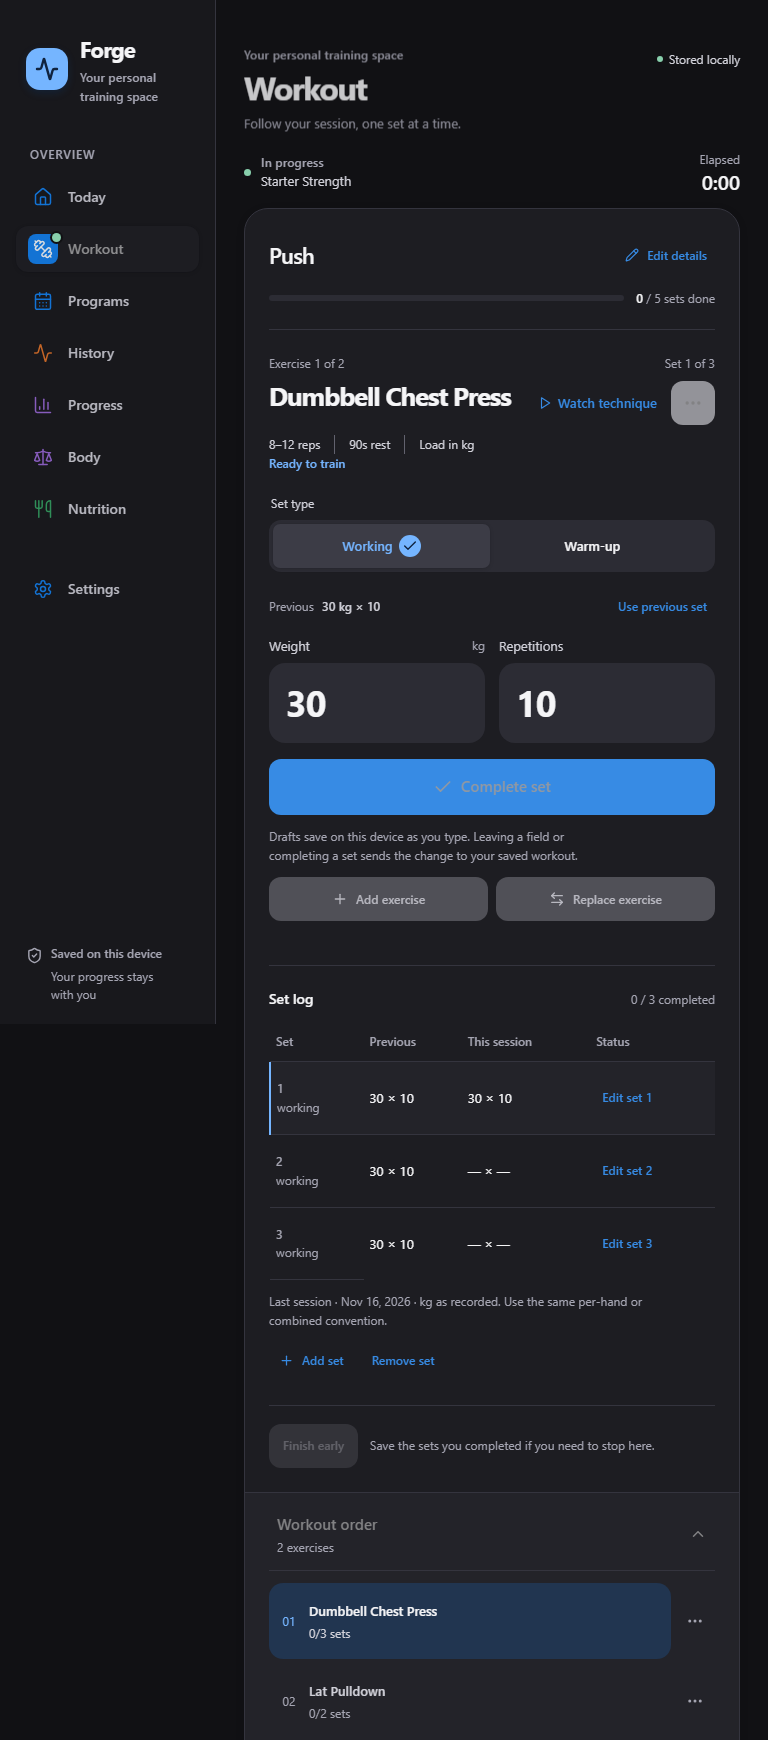 Forge
Your personal
training space
OVERVIEW
Today
Workout
Programs
History
Progress
Body
Nutrition
Settings
Saved on this device
Your progress stays
with you
Your personal training space
Stored locally
Workout
Follow your session, one set at a time.
In progress
Starter Strength
Elapsed
0:00
Push
Edit details
0 / 5 sets done
Exercise 1 of 2
Set 1 of 3
Dumbbell Chest Press
Watch technique
8–12 reps
90s rest
Load in kg
Ready to train
Set type
Working
Warm-up
Previous 30 kg × 10
Use previous set
Weight
kg
Repetitions
30
10
Complete set
Drafts save on this device as you type. Leaving a field or
completing a set sends the change to your saved workout.
Add exercise
Replace exercise
Set log
0 / 3 completed
Set Previous This session Status
1
working
30 × 10
30 × 10
Edit set 1
2
working
30 × 10
— × —
Edit set 2
3
working
30 × 10
— × —
Edit set 3
Last session · Nov 16, 2026 · kg as recorded. Use the same per-hand or
combined convention.
Add set
Remove set
Finish early
Save the sets you completed if you need to stop here.
Workout order
2 exercises
01
Dumbbell Chest Press
0/3 sets
02
Lat Pulldown
0/2 sets